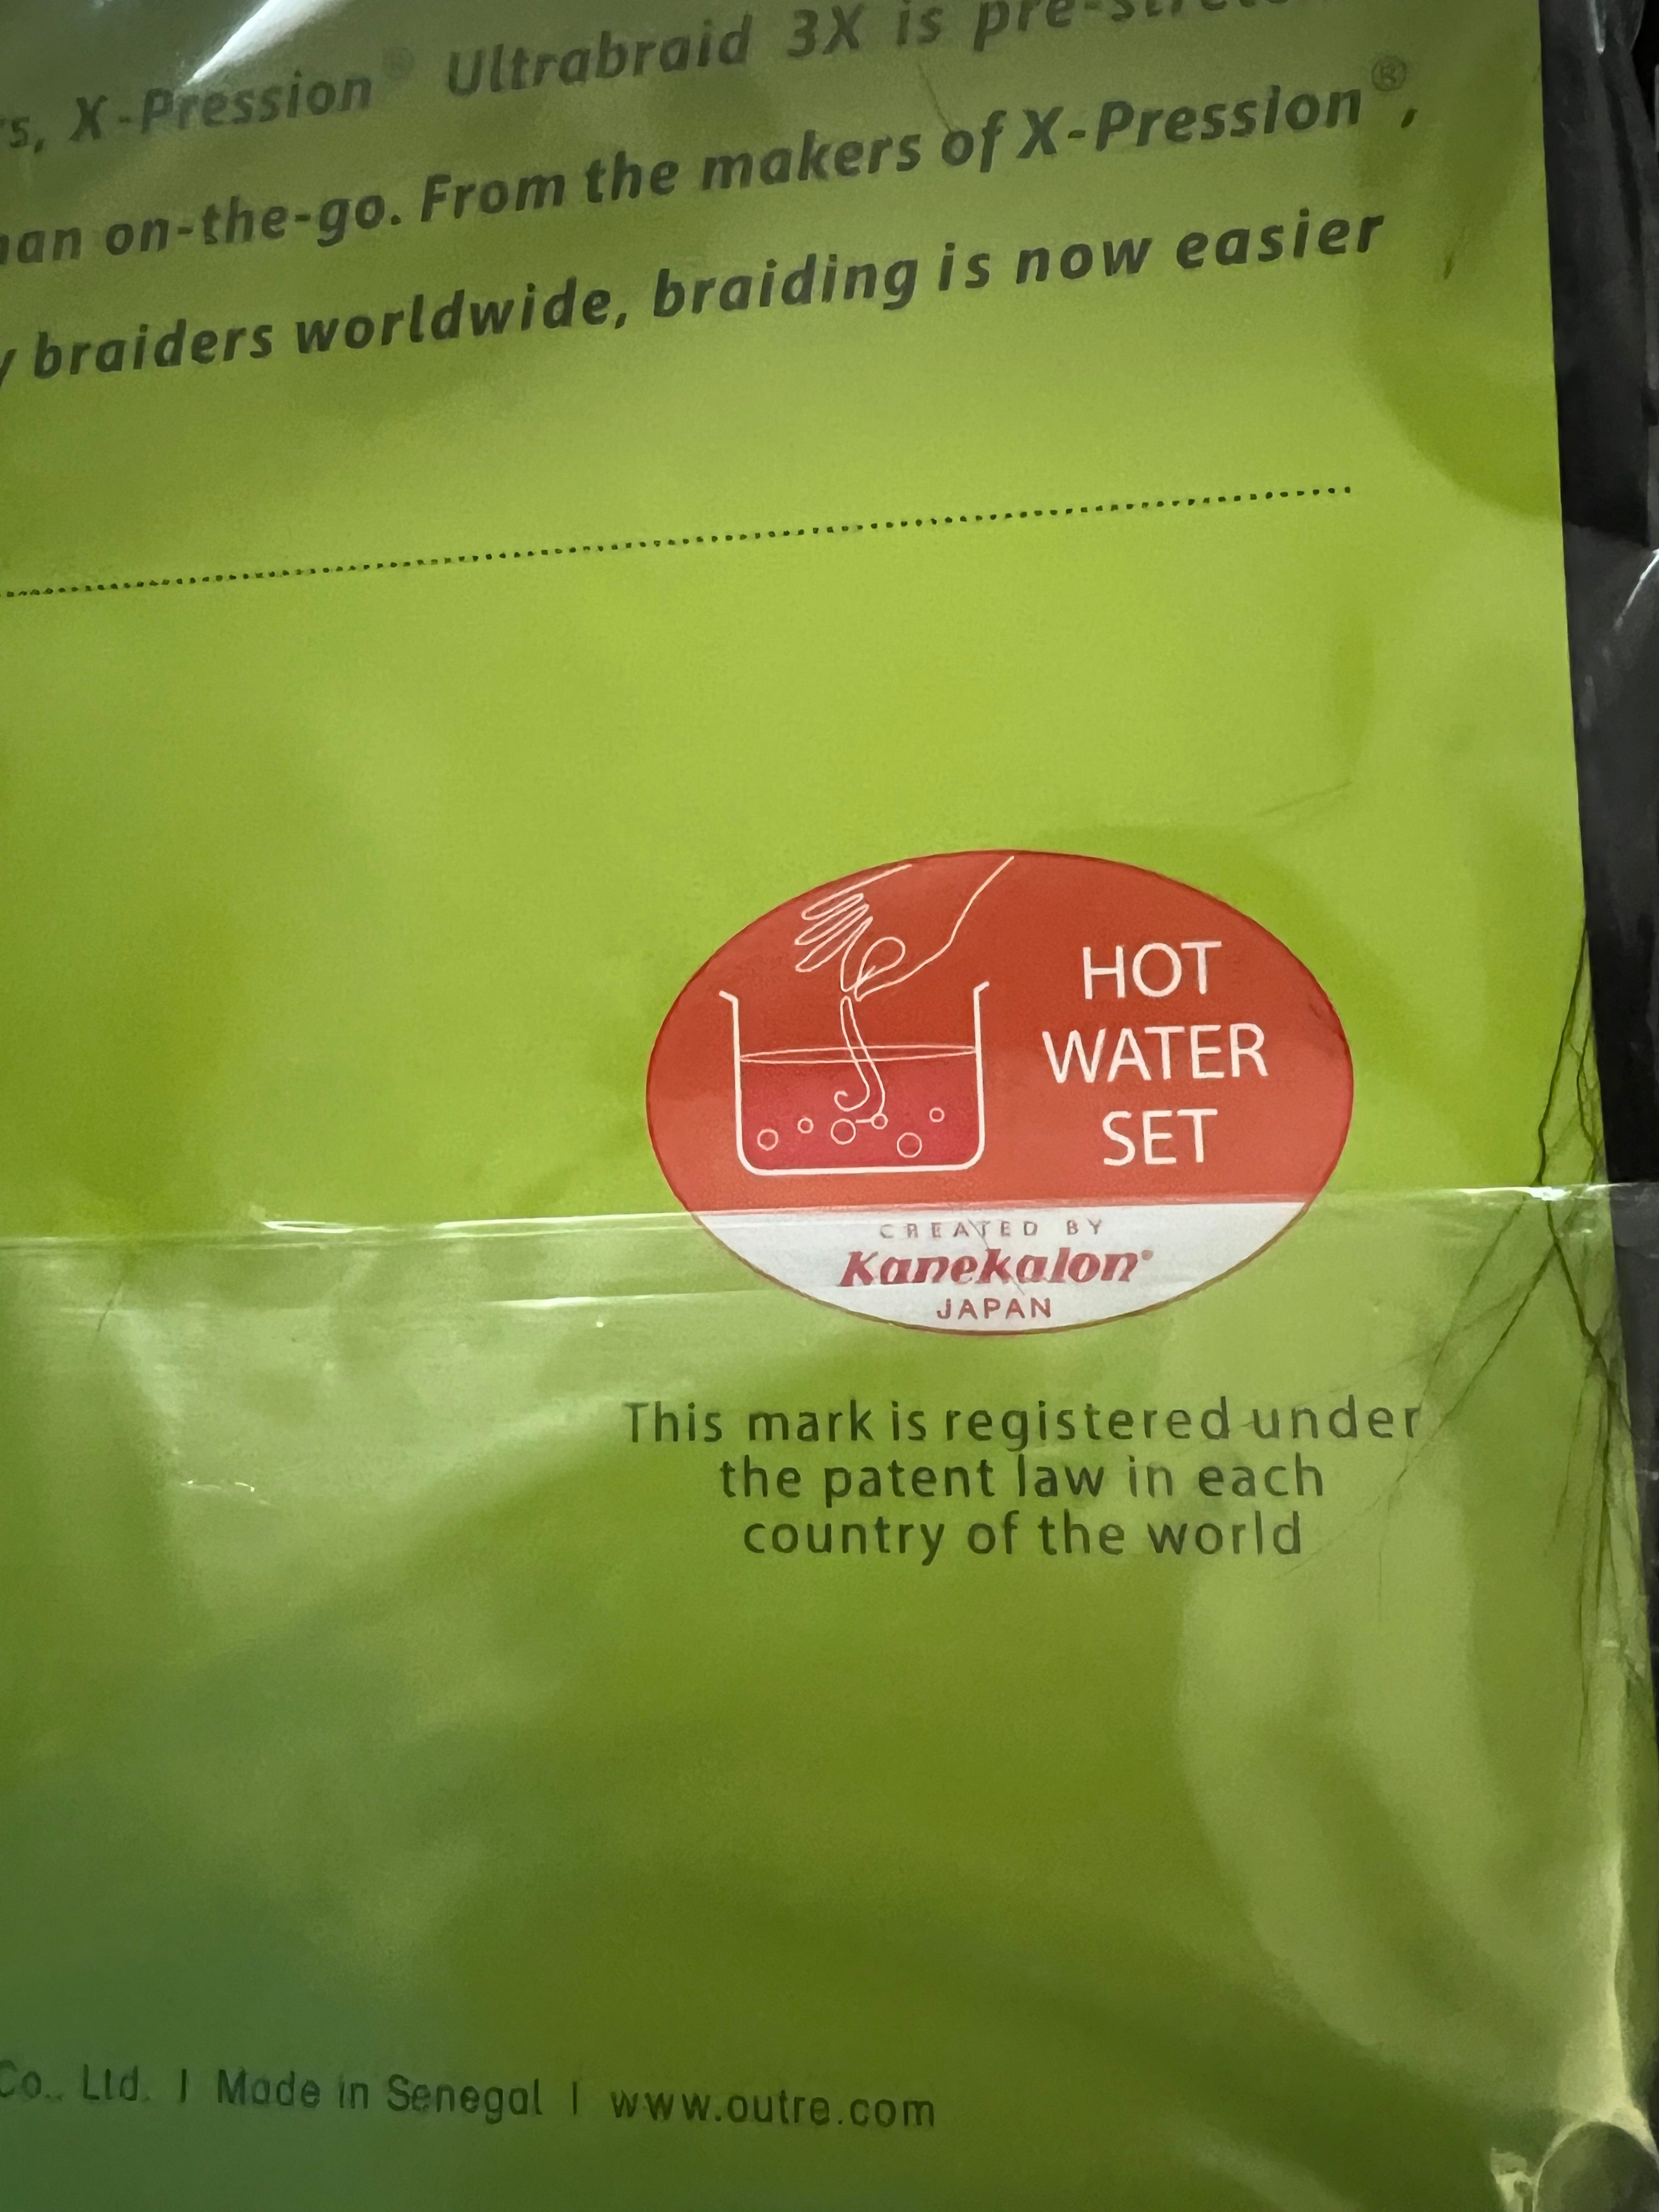 s, X-Pression® Ultrabraid 3X is
on-the-go. From the makers of X-Pression®,
braiders worldwide, braiding is now easier
HOT
WATER
SET
CREATED BY
Kanekalon®
JAPAN
This mark is registered under
the patent law in each
country of the world
Co., Ltd. | Made in Senegal | www.outre.com